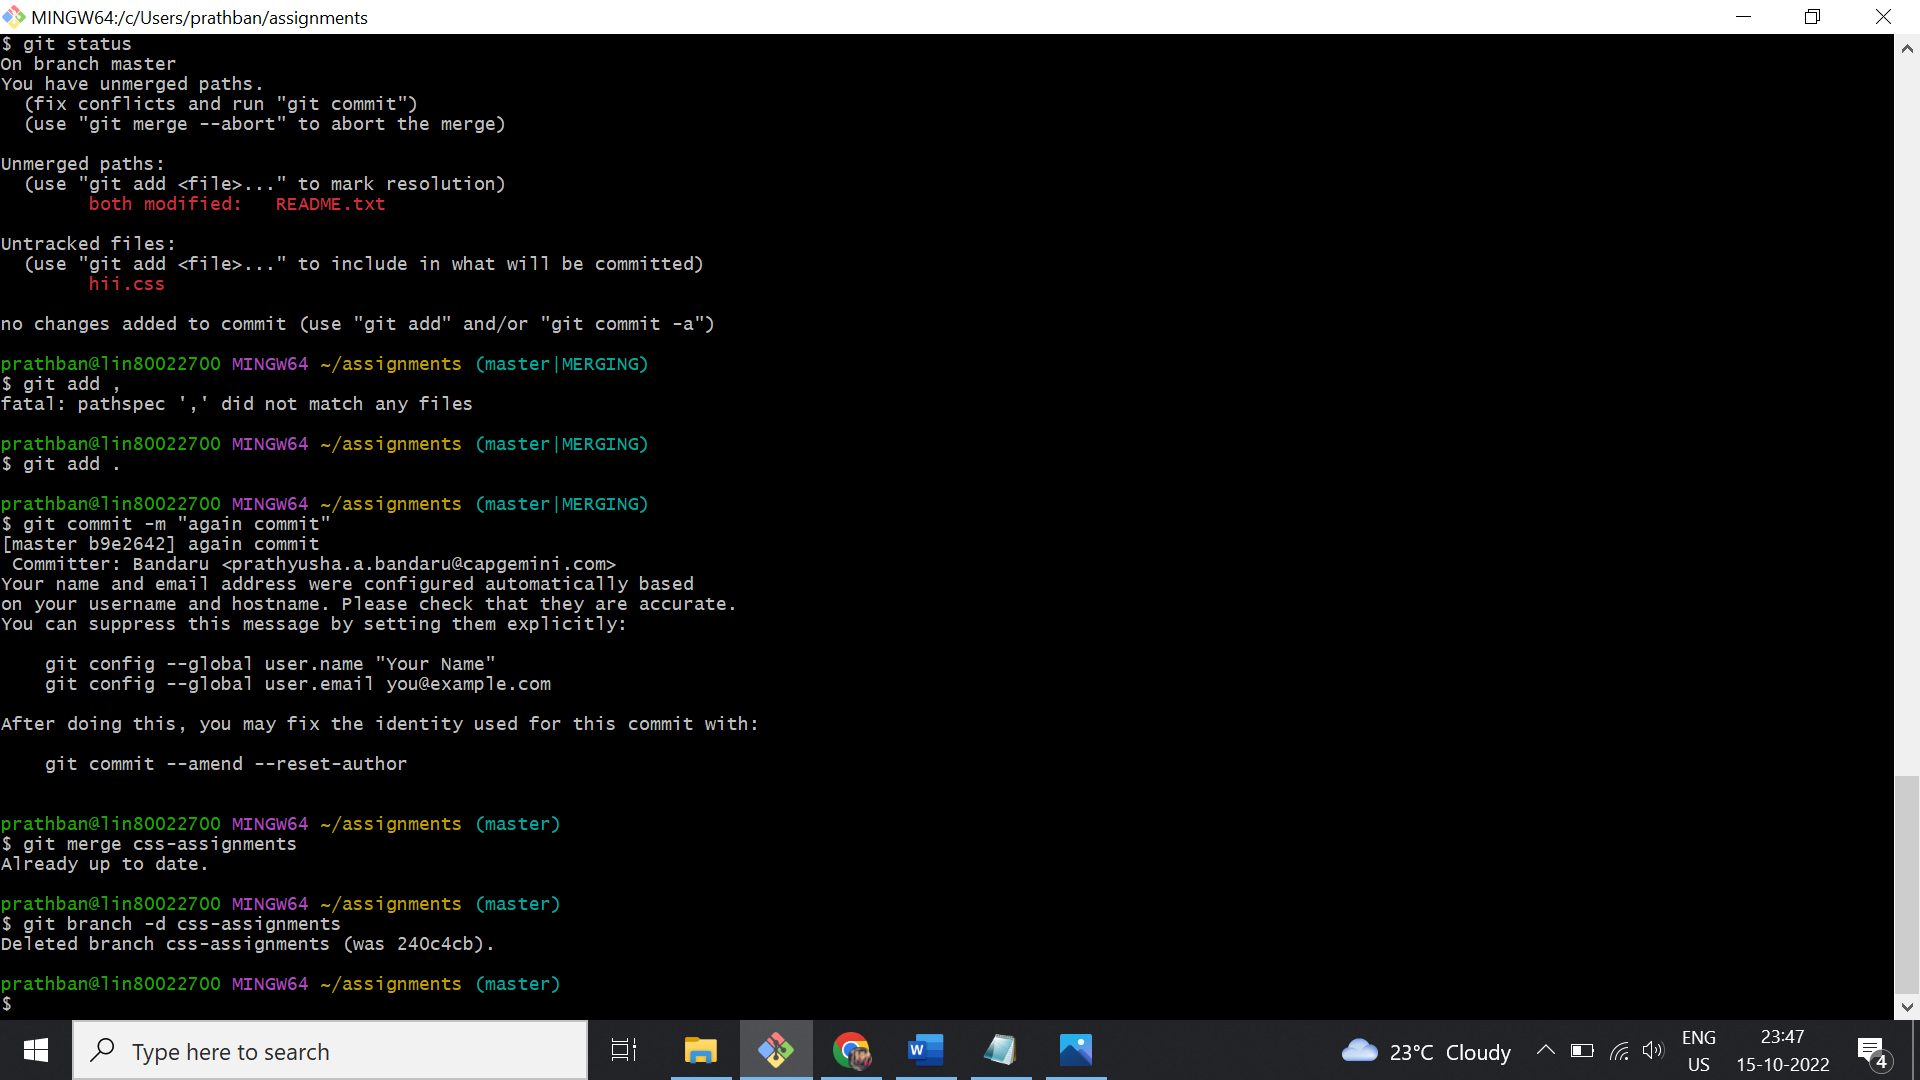 MINGW64:/c/Users/prathban/assignments
$ git status
On branch master
You have unmerged paths.
  (fix conflicts and run "git commit")
  (use "git merge --abort" to abort the merge)

Unmerged paths:
  (use "git add <file>..." to mark resolution)
        both modified:   README.txt

Untracked files:
  (use "git add <file>..." to include in what will be committed)
        hii.css

no changes added to commit (use "git add" and/or "git commit -a")

prathban@lin80022700 MINGW64 ~/assignments (master|MERGING)
$ git add ,
fatal: pathspec ',' did not match any files

prathban@lin80022700 MINGW64 ~/assignments (master|MERGING)
$ git add .

prathban@lin80022700 MINGW64 ~/assignments (master|MERGING)
$ git commit -m "again commit"
[master b9e2642] again commit
 Committer: Bandaru <prathyusha.a.bandaru@capgemini.com>
Your name and email address were configured automatically based
on your username and hostname. Please check that they are accurate.
You can suppress this message by setting them explicitly:

    git config --global user.name "Your Name"
    git config --global user.email you@example.com

After doing this, you may fix the identity used for this commit with:

    git commit --amend --reset-author


prathban@lin80022700 MINGW64 ~/assignments (master)
$ git merge css-assignments
Already up to date.

prathban@lin80022700 MINGW64 ~/assignments (master)
$ git branch -d css-assignments
Deleted branch css-assignments (was 240c4cb).

prathban@lin80022700 MINGW64 ~/assignments (master)
$
Type here to search
W
23°C Cloudy
ENG
US
23:47
15-10-2022
4